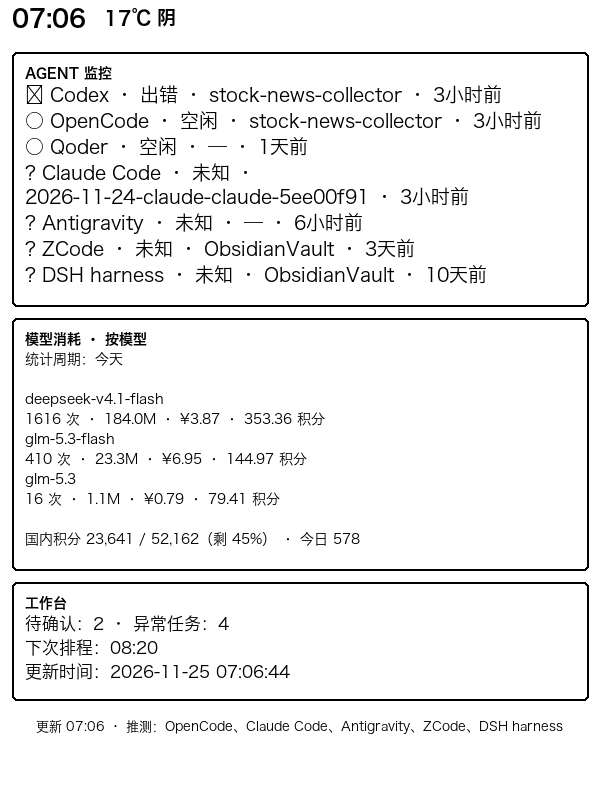 07:06 17℃ 阴
AGENT 监控
☒ Codex · 出错 · stock-news-collector · 3小时前
○ OpenCode · 空闲 · stock-news-collector · 3小时前
○ Qoder · 空闲 · — · 1天前
? Claude Code · 未知 ·
2026-11-24-claude-claude-5ee00f91 · 3小时前
? Antigravity · 未知 · — · 6小时前
? ZCode · 未知 · ObsidianVault · 3天前
? DSH harness · 未知 · ObsidianVault · 10天前
模型消耗 · 按模型
统计周期：今天
deepseek-v4.1-flash
1616 次 · 184.0M · ¥3.87 · 353.36 积分
glm-5.3-flash
410 次 · 23.3M · ¥6.95 · 144.97 积分
glm-5.3
16 次 · 1.1M · ¥0.79 · 79.41 积分
国内积分 23,641 / 52,162（剩 45%） · 今日 578
工作台
待确认：2 · 异常任务：4
下次排程：08:20
更新时间：2026-11-25 07:06:44
更新 07:06 · 推测：OpenCode、Claude Code、Antigravity、ZCode、DSH harness